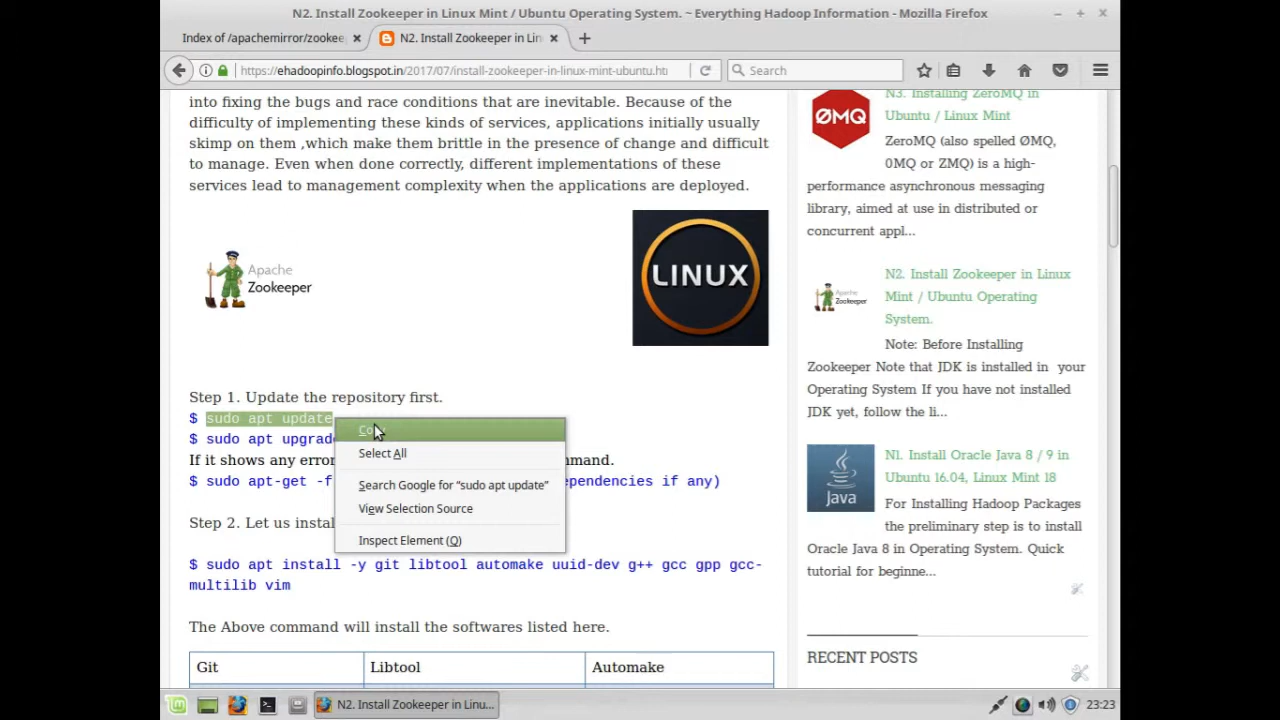 N2. Install Zookeeper in Linux Mint / Ubuntu Operating System. ~ Everything Hadoop Information - Mozilla Firefox
Index of /apachemirror/zookee
N2. Install Zookeeper in Lin
https://ehadoopinfo.blogspot.in/2017/07/install-zookeeper-in-linux-mint-ubuntu.ht
Search
into fixing the bugs and race conditions that are inevitable. Because of the
difficulty of implementing these kinds of services, applications initially usually
skimp on them ,which make them brittle in the presence of change and difficult
to manage. Even when done correctly, different implementations of these
services lead to management complexity when the applications are deployed.
Apache
Zookeeper
LINUX
Step 1. Update the repository first.
$ sudo apt update
$ sudo apt upgrade
If it shows any error
mmand.
$ sudo apt-get -f
ependencies if any)
Step 2. Let us instal
$ sudo apt install -y git libtool automake uuid-dev g++ gcc gpp gcc-
multilib vim
The Above command will install the softwares listed here.
Git
Libtool
Automake
Copy
Select All
Search Google for “sudo apt update”
View Selection Source
Inspect Element (Q)
ØMQ
N3. Installing ZeroMQ in
Ubuntu / Linux Mint
ZeroMQ (also spelled ØMQ,
0MQ or ZMQ) is a high-
performance asynchronous messaging
library, aimed at use in distributed or
concurrent appl...
Apache
Zookeeper
N2. Install Zookeeper in Linux
Mint / Ubuntu Operating
System.
Note: Before Installing
Zookeeper Note that JDK is installed in your
Operating System If you have not installed
JDK yet, follow the li...
Java
N1. Install Oracle Java 8 / 9 in
Ubuntu 16.04, Linux Mint 18
For Installing Hadoop Packages
the preliminary step is to install
Oracle Java 8 in Operating System. Quick
tutorial for beginne...
RECENT POSTS
N2. Install Zookeeper in Linu...
23:23